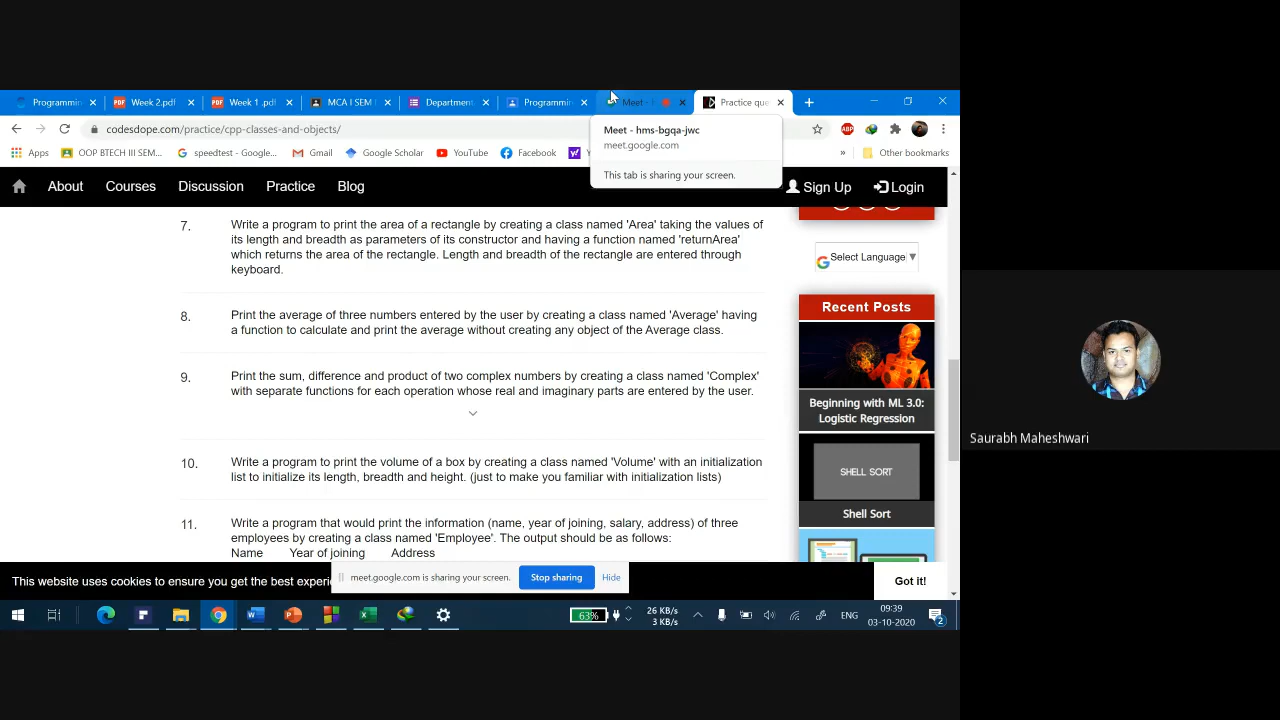 Programmin
Week 2.pdf
Week 1 .pdf
MCA I SEM
Department
Programmin
Meet -
Practice que
codesdope.com/practice/cpp-classes-and-objects/
Meet - hms-bgqa-jwc
meet.google.com
This tab is sharing your screen.
Apps
OOP BTECH III SEM...
speedtest - Google...
Gmail
Google Scholar
YouTube
Facebook
Other bookmarks
About
Courses
Discussion
Practice
Blog
Sign Up
Login
7. Write a program to print the area of a rectangle by creating a class named 'Area' taking the values of
its length and breadth as parameters of its constructor and having a function named 'returnArea'
which returns the area of the rectangle. Length and breadth of the rectangle are entered through
keyboard.
8. Print the average of three numbers entered by the user by creating a class named 'Average' having
a function to calculate and print the average without creating any object of the Average class.
9. Print the sum, difference and product of two complex numbers by creating a class named 'Complex'
with separate functions for each operation whose real and imaginary parts are entered by the user.
10. Write a program to print the volume of a box by creating a class named 'Volume' with an initialization
list to initialize its length, breadth and height. (just to make you familiar with initialization lists)
11. Write a program that would print the information (name, year of joining, salary, address) of three
employees by creating a class named 'Employee'. The output should be as follows:
Name Year of joining Address
Select Language
Recent Posts
Beginning with ML 3.0:
Logistic Regression
SHELL SORT
Shell Sort
Saurabh Maheshwari
This website uses cookies to ensure you get the best experi
meet.google.com is sharing your screen.
Stop sharing
Hide
Got it!
63%
26 KB/s
3 KB/s
ENG
09:39
03-10-2020
2